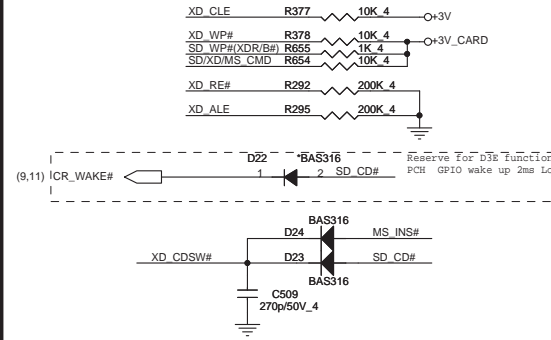 XD_CLE R377 10K_4 +3V
XD_WP# R378 10K_4 +3V_CARD
SD_WP#(XDR/B#) R655 1K_4
SD/XD/MS_CMD R654 10K_4
XD_RE# R292 200K_4
XD_ALE R295 200K_4
D22 *BAS316 Reserve for D3E function
(9,11) CR_WAKE# 1 2 SD_CD# PCH GPIO wake up 2ms
BAS316
D24 MS_INS#
XD_CDSW# D23 SD_CD#
BAS316
C509
270p/50V_4